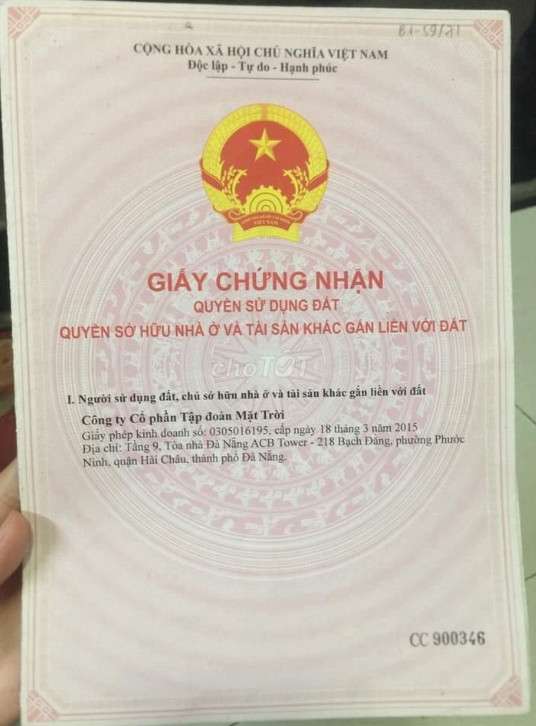 B1-59/21
CỘNG HÒA XÃ HỘI CHỦ NGHĨA VIỆT NAM
Độc lập - Tự do - Hạnh phúc
VIỆT NAM
GIẤY CHỨNG NHẬN
QUYỀN SỬ DỤNG ĐẤT
QUYỀN SỞ HỮU NHÀ Ở VÀ TÀI SẢN KHÁC GẮN LIỀN VỚI ĐẤT
choTỐT
I. Người sử dụng đất, chủ sở hữu nhà ở và tài sản khác gắn liền với đất
Công ty Cổ phần Tập đoàn Mặt Trời
Giấy phép kinh doanh số: 0305016195, cấp ngày 18 tháng 3 năm 2015
Địa chỉ: Tầng 9, Tòa nhà Đà Nẵng ACB Tower - 218 Bạch Đằng, phường Phước
Ninh, quận Hải Châu, thành phố Đà Nẵng.
CC 900346